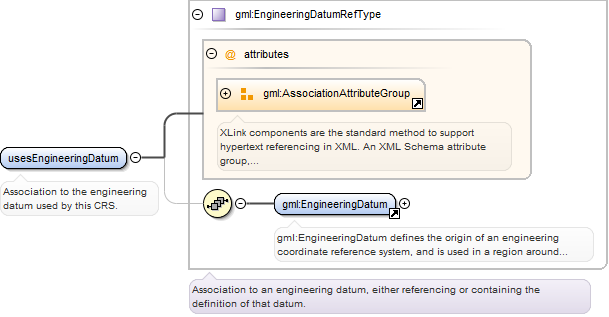 gml:EngineeringDatumRefType
@ attributes
gml:AssociationAttributeGroup
XLink components are the standard method to support
hypertext referencing in XML. An XML Schema attribute
group,...
usesEngineeringDatum
Association to the engineering
datum used by this CRS.
gml:EngineeringDatum
gml:EngineeringDatum defines the origin of an engineering
coordinate reference system, and is used in a region around...
Association to an engineering datum, either referencing or containing the
definition of that datum.